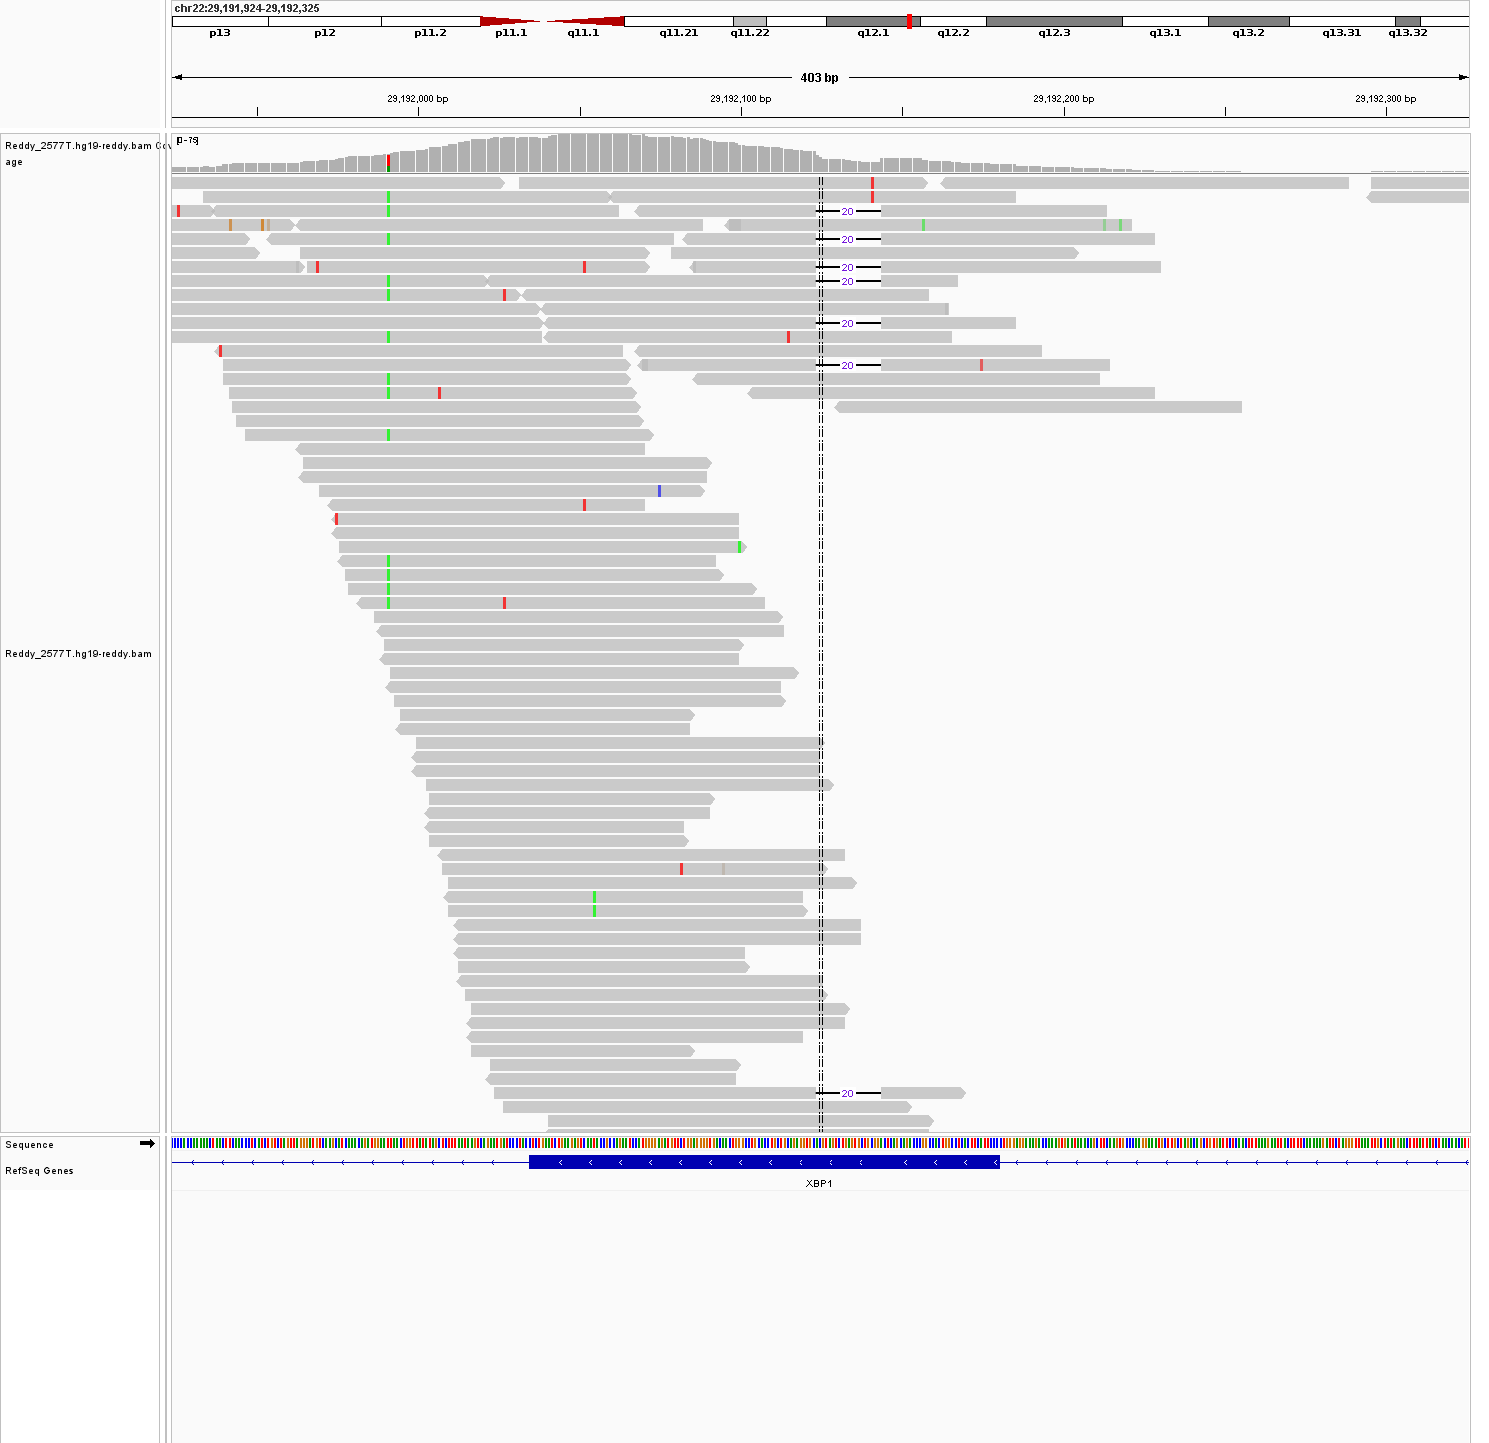 chr22:29,191,924-29,192,325
p13 p12 p11.2 p11.1 q11.1 q11.21 q11.22 q12.1 q12.2 q12.3 q13.1 q13.2 q13.31 q13.32
403 bp
29,192,000 bp 29,192,100 bp 29,192,200 bp 29,192,300 bp
Reddy_2577T.hg19-reddy.bam Cov
age
[0-79]
20
20
20
20
20
20
Reddy_2577T.hg19-reddy.bam
20
Sequence
RefSeq Genes
XBP1